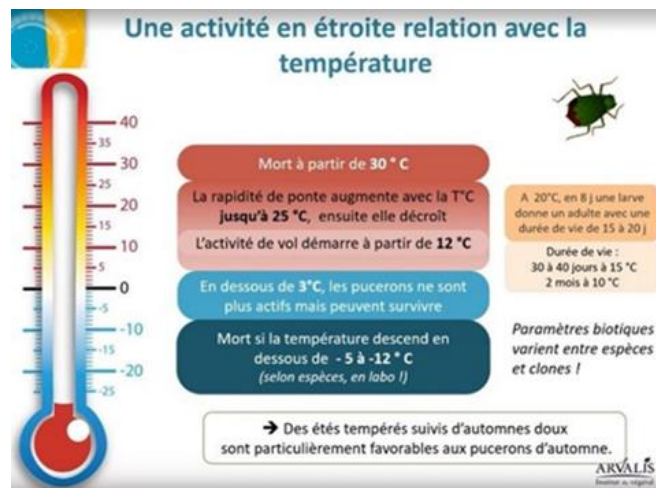 Une activité en étroite relation avec la
température
40
35
30
25
20
15
10
5
0
-5
-10
-15
-20
-25
Mort à partir de 30 ° C
La rapidité de ponte augmente avec la T°C
jusqu'à 25 °C, ensuite elle décroît
L'activité de vol démarre à partir de 12 °C
En dessous de 3°C, les pucerons ne sont
plus actifs mais peuvent survivre
Mort si la température descend en
dessous de - 5 à -12 ° C
(selon espèces, en labo !)
A 20°C, en 8 j une larve
donne un adulte avec une
durée de vie de 15 à 20 j
Durée de vie :
30 à 40 jours à 15 °C
2 mois à 10 °C
Paramètres biotiques
varient entre espèces
et clones !
➔ Des étés tempérés suivis d'automnes doux
sont particulièrement favorables aux pucerons d'automne.
ARVALIS
Institut du végétal